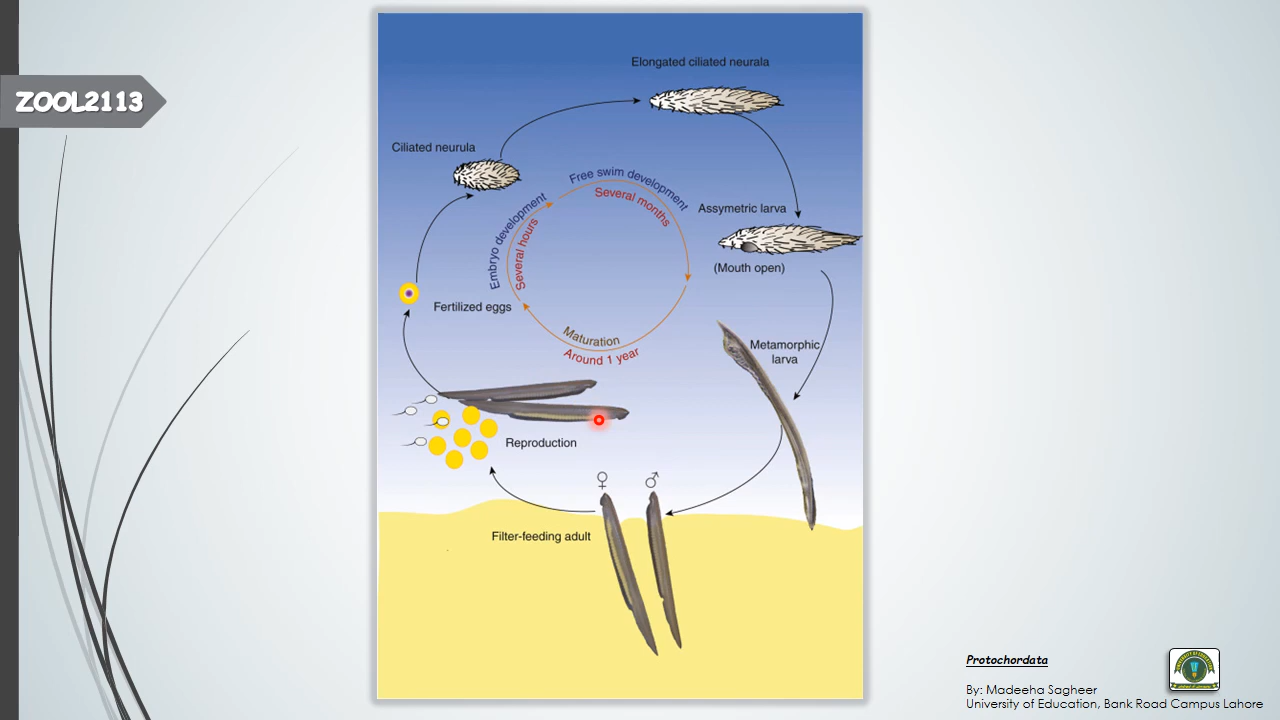 ZOOL2113
Elongated ciliated neurala
Ciliated neurula
Free swim development
Several months
Embryo development
Several hours
Assymetric larva
(Mouth open)
Fertilized eggs
Maturation
Around 1 year
Metamorphic
larva
Reproduction
♀ ♂
Filter-feeding adult
Protochordata
By: Madeeha Sagheer
University of Education, Bank Road Campus Lahore